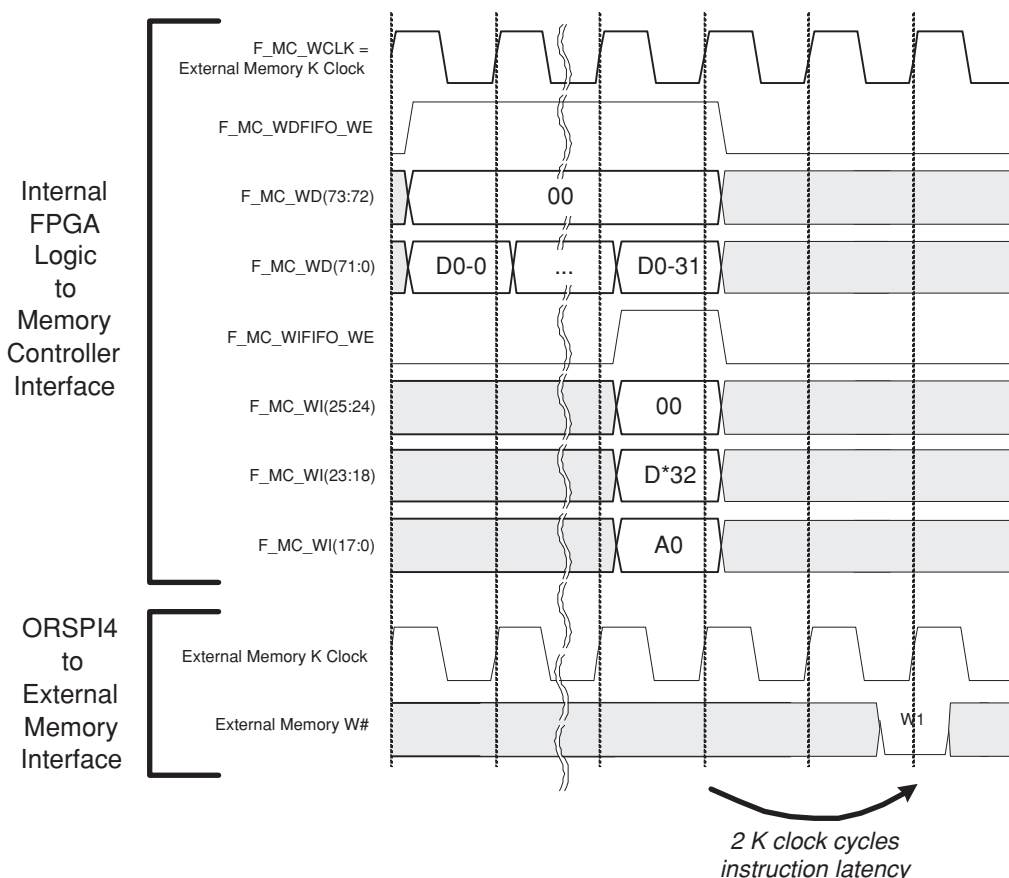 Internal
FPGA
Logic
to
Memory
Controller
Interface
F_MC_WCLK =
External Memory K Clock
F_MC_WDFIFO_WE
F_MC_WD(73:72)
00
F_MC_WD(71:0)
D0-0
...
D0-31
F_MC_WIFIFO_WE
F_MC_WI(25:24)
00
F_MC_WI(23:18)
D*32
F_MC_WI(17:0)
A0
ORSPI4
to
External
Memory
Interface
External Memory K Clock
External Memory W#
W1
2 K clock cycles
instruction latency